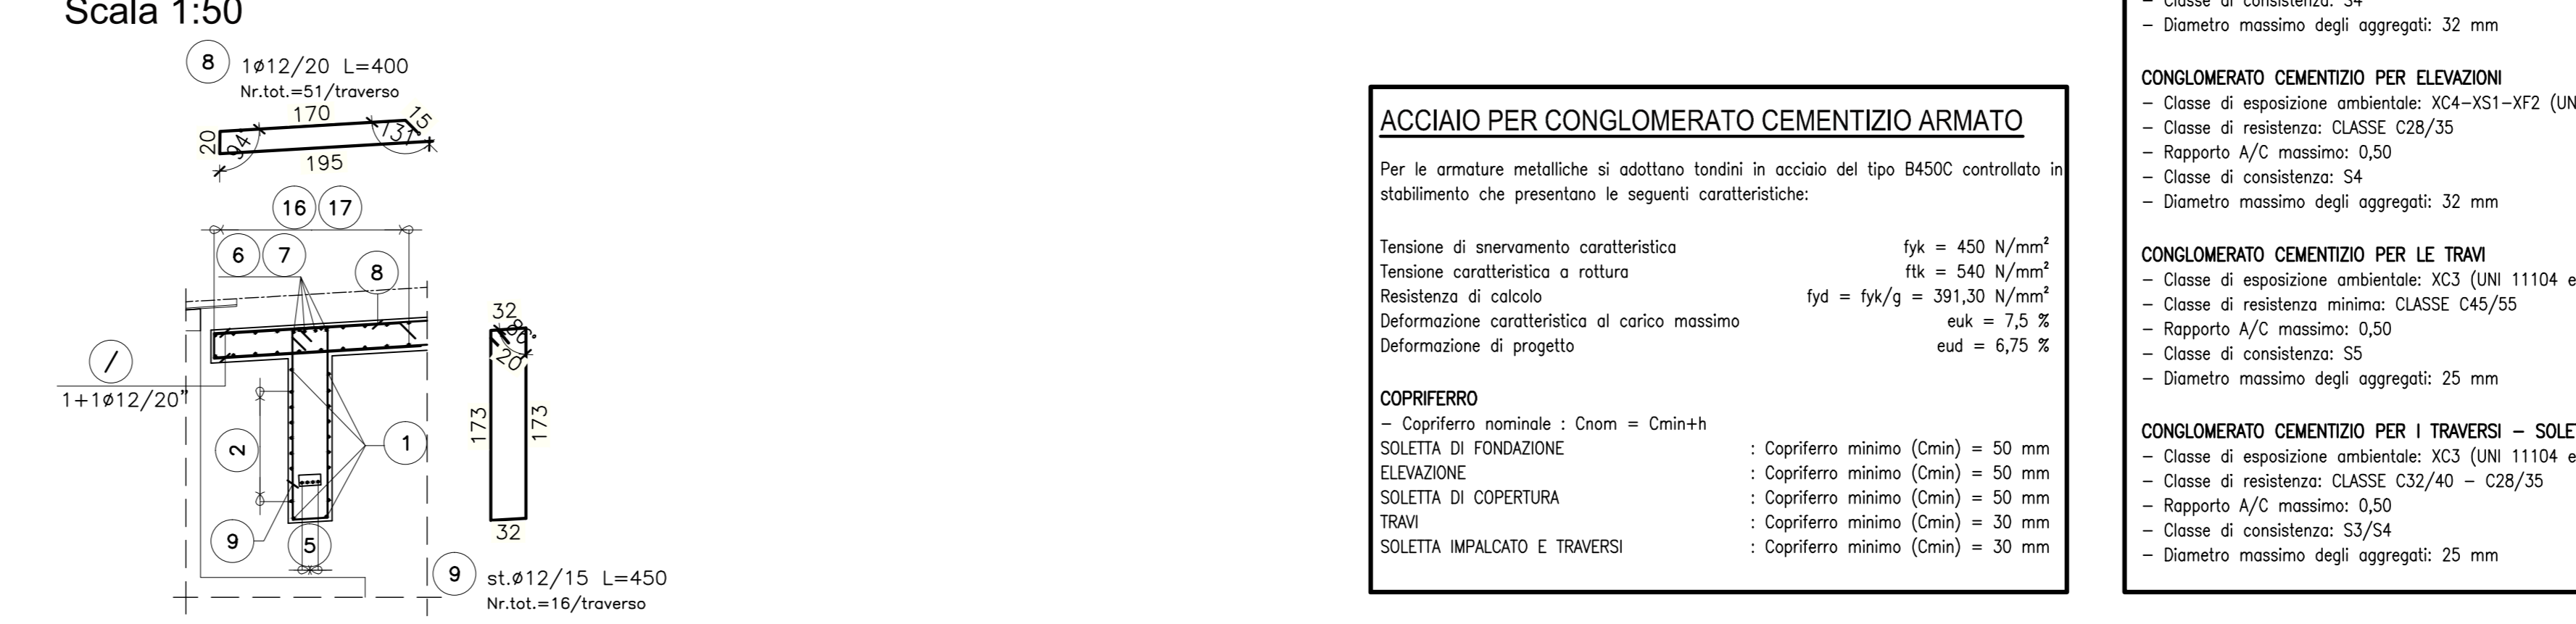 Scala 1:50
8
1ø12/20 L=400
Nr.tot.=51/traverso
170
15
20
94°
131°
195
16 17
6 7
8
/
1+1ø12/20"
2
1
9
5
32
86°
20
173
173
32
9
st.ø12/15 L=450
Nr.tot.=16/traverso
ACCIAIO PER CONGLOMERATO CEMENTIZIO ARMATO
Per le armature metalliche si adottano tondini in acciaio del tipo B450C controllato in
stabilimento che presentano le seguenti caratteristiche:
Tensione di snervamento caratteristica fyk = 450 N/mm²
Tensione caratteristica a rottura ftk = 540 N/mm²
Resistenza di calcolo fyd = fyk/g = 391,30 N/mm²
Deformazione caratteristica al carico massimo euk = 7,5 %
Deformazione di progetto eud = 6,75 %
COPRIFERRO
– Copriferro nominale : Cnom = Cmin+h
SOLETTA DI FONDAZIONE : Copriferro minimo (Cmin) = 50 mm
ELEVAZIONE : Copriferro minimo (Cmin) = 50 mm
SOLETTA DI COPERTURA : Copriferro minimo (Cmin) = 50 mm
TRAVI : Copriferro minimo (Cmin) = 30 mm
SOLETTA IMPALCATO E TRAVERSI : Copriferro minimo (Cmin) = 30 mm
– Classe di consistenza: S4
– Diametro massimo degli aggregati: 32 mm
CONGLOMERATO CEMENTIZIO PER ELEVAZIONI
– Classe di esposizione ambientale: XC4–XS1–XF2 (UN
– Classe di resistenza: CLASSE C28/35
– Rapporto A/C massimo: 0,50
– Classe di consistenza: S4
– Diametro massimo degli aggregati: 32 mm
CONGLOMERATO CEMENTIZIO PER LE TRAVI
– Classe di esposizione ambientale: XC3 (UNI 11104 e
– Classe di resistenza minima: CLASSE C45/55
– Rapporto A/C massimo: 0,50
– Classe di consistenza: S5
– Diametro massimo degli aggregati: 25 mm
CONGLOMERATO CEMENTIZIO PER I TRAVERSI – SOLE
– Classe di esposizione ambientale: XC3 (UNI 11104 e
– Classe di resistenza: CLASSE C32/40 – C28/35
– Rapporto A/C massimo: 0,50
– Classe di consistenza: S3/S4
– Diametro massimo degli aggregati: 25 mm